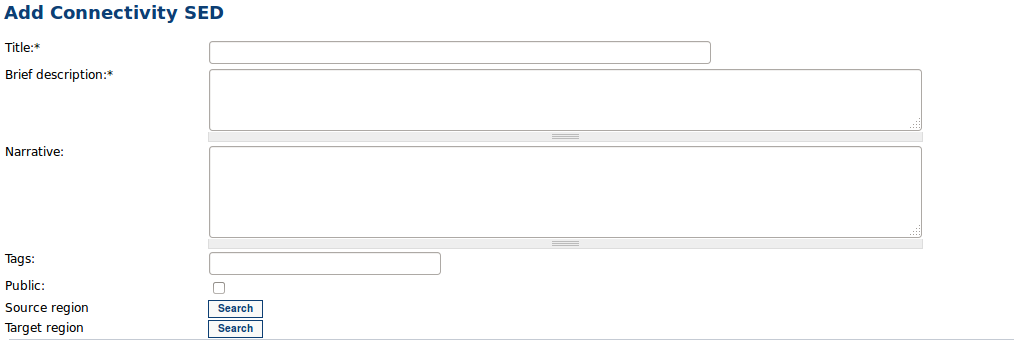 Add Connectivity SED
Title:*
Brief description:*
Narrative:
Tags:
Public:
Source region Search
Target region Search